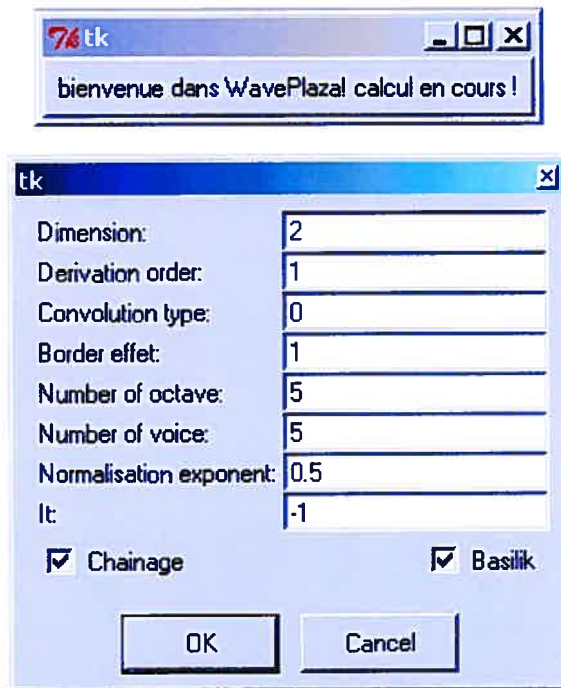 tk
bienvenue dans WavePlaza! calcul en cours !
tk
Dimension: 2
Derivation order: 1
Convolution type: 0
Border effet: 1
Number of octave: 5
Number of voice: 5
Normalisation exponent: 0.5
It: -1
Chainage Basilik
OK Cancel